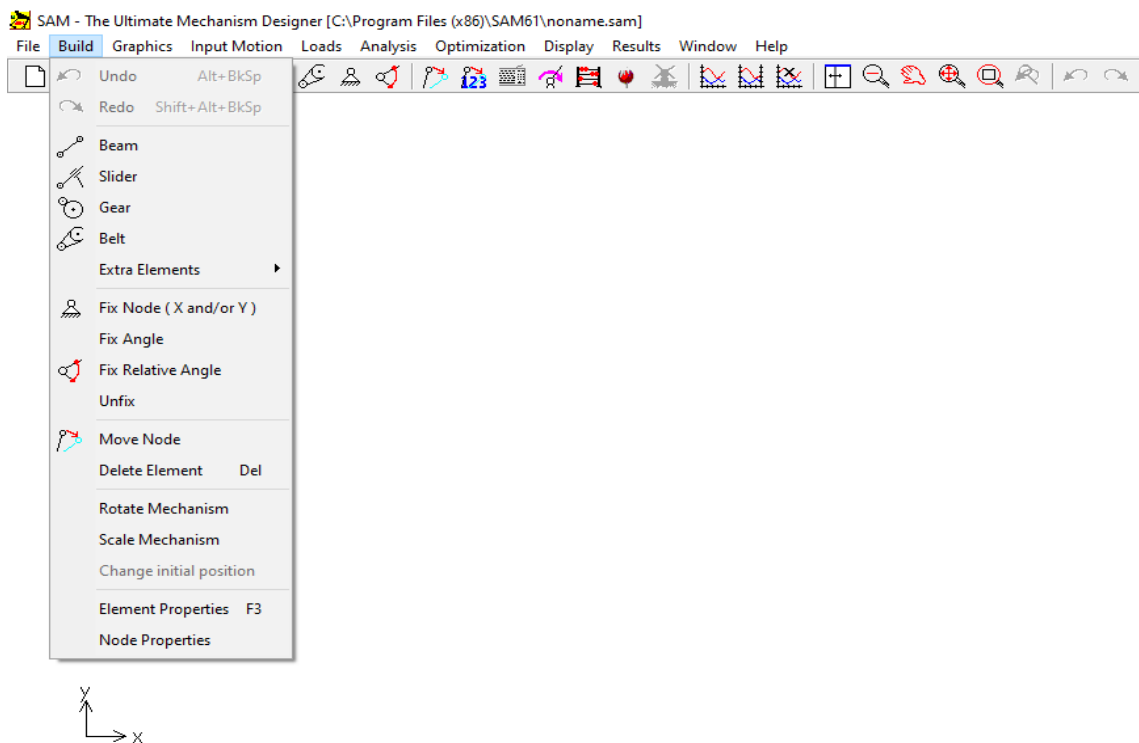 SAM - The Ultimate Mechanism Designer [C:\Program Files (x86)\SAM61\noname.sam]
File Build Graphics Input Motion Loads Analysis Optimization Display Results Window Help
123
Undo Alt+BkSp
Redo Shift+Alt+BkSp
Beam
Slider
Gear
Belt
Extra Elements
Fix Node ( X and/or Y )
Fix Angle
Fix Relative Angle
Unfix
Move Node
Delete Element Del
Rotate Mechanism
Scale Mechanism
Change initial position
Element Properties F3
Node Properties
y
x